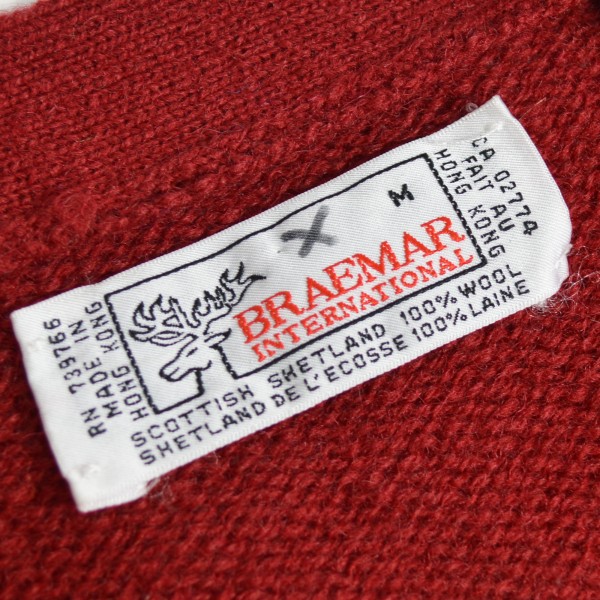 RN 739766
MADE IN
HONG KONG
M
X
BRAEMAR
INTERNATIONAL
SCOTTISH SHETLAND 100% WOOL
SHETLAND DE L'ECOSSE 100% LAINE
CA 02774
FAIT AU
HONG KONG